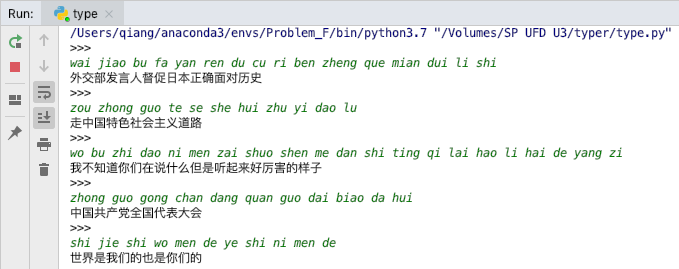 Run: type
/Users/qiang/anaconda3/envs/Problem_F/bin/python3.7 "/Volumes/SP UFD U3/typer/type.py"
>>>
wai jiao bu fa yan ren du cu ri ben zheng que mian dui li shi
外交部发言人督促日本正确面对历史
>>>
zou zhong guo te se she hui zhu yi dao lu
走中国特色社会主义道路
>>>
wo bu zhi dao ni men zai shuo shen me dan shi ting qi lai hao li hai de yang zi
我不知道你们在说什么但是听起来好厉害的样子
>>>
zhong guo gong chan dang quan guo dai biao da hui
中国共产党全国代表大会
>>>
shi jie shi wo men de ye shi ni men de
世界是我们的也是你们的